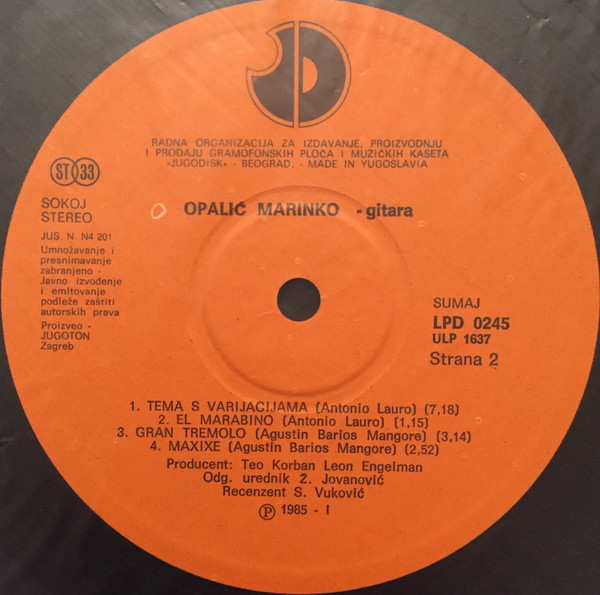 JD
RADNA ORGANIZACIJA ZA IZDAVANJE, PROIZVODNJU
I PRODAJU GRAMOFONSKIH PLOČA I MUZIČKIH KASETA
»JUGODISK« - BEOGRAD. - MADE IN YUGOSLAVIA
ST 33
SOKOJ
STEREO
JUS. N N4 201
Umnožavanje i
presnimavanje
zabranjeno -
Javno izvođenje
i emitovanje
podleže zaštiti
autorskih prava
Proizveo -
JUGOTON
Zagreb
OPALIĆ MARINKO - gitara
SUMAJ
LPD 0245
ULP 1637
Strana 2
1. TEMA S VARIJACIJAMA (Antonio Lauro) (7,18)
2. EL MARABINO (Antonio Lauro) (1,15)
3. GRAN TREMOLO (Agustin Barios Mangore) (3,14)
4. MAXIXE (Agustin Barios Mangore) (2,52)
Producent: Teo Korban Leon Engelman
Odg. urednik Ž. Jovanović
Recenzent S. Vuković
Ⓟ 1985 - I